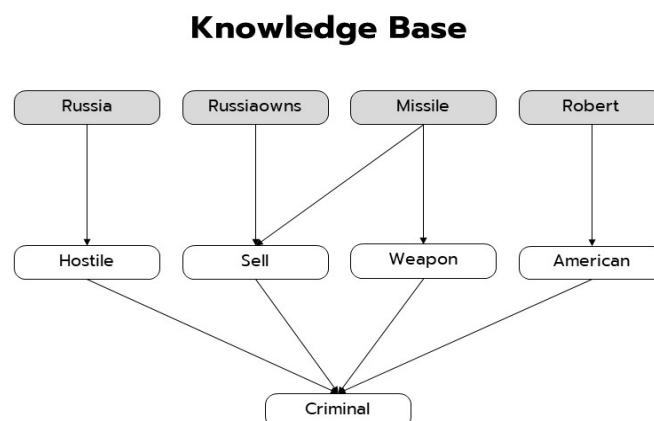 Knowledge Base
Russia
Russiaowns
Missile
Robert
Hostile
Sell
Weapon
American
Criminal